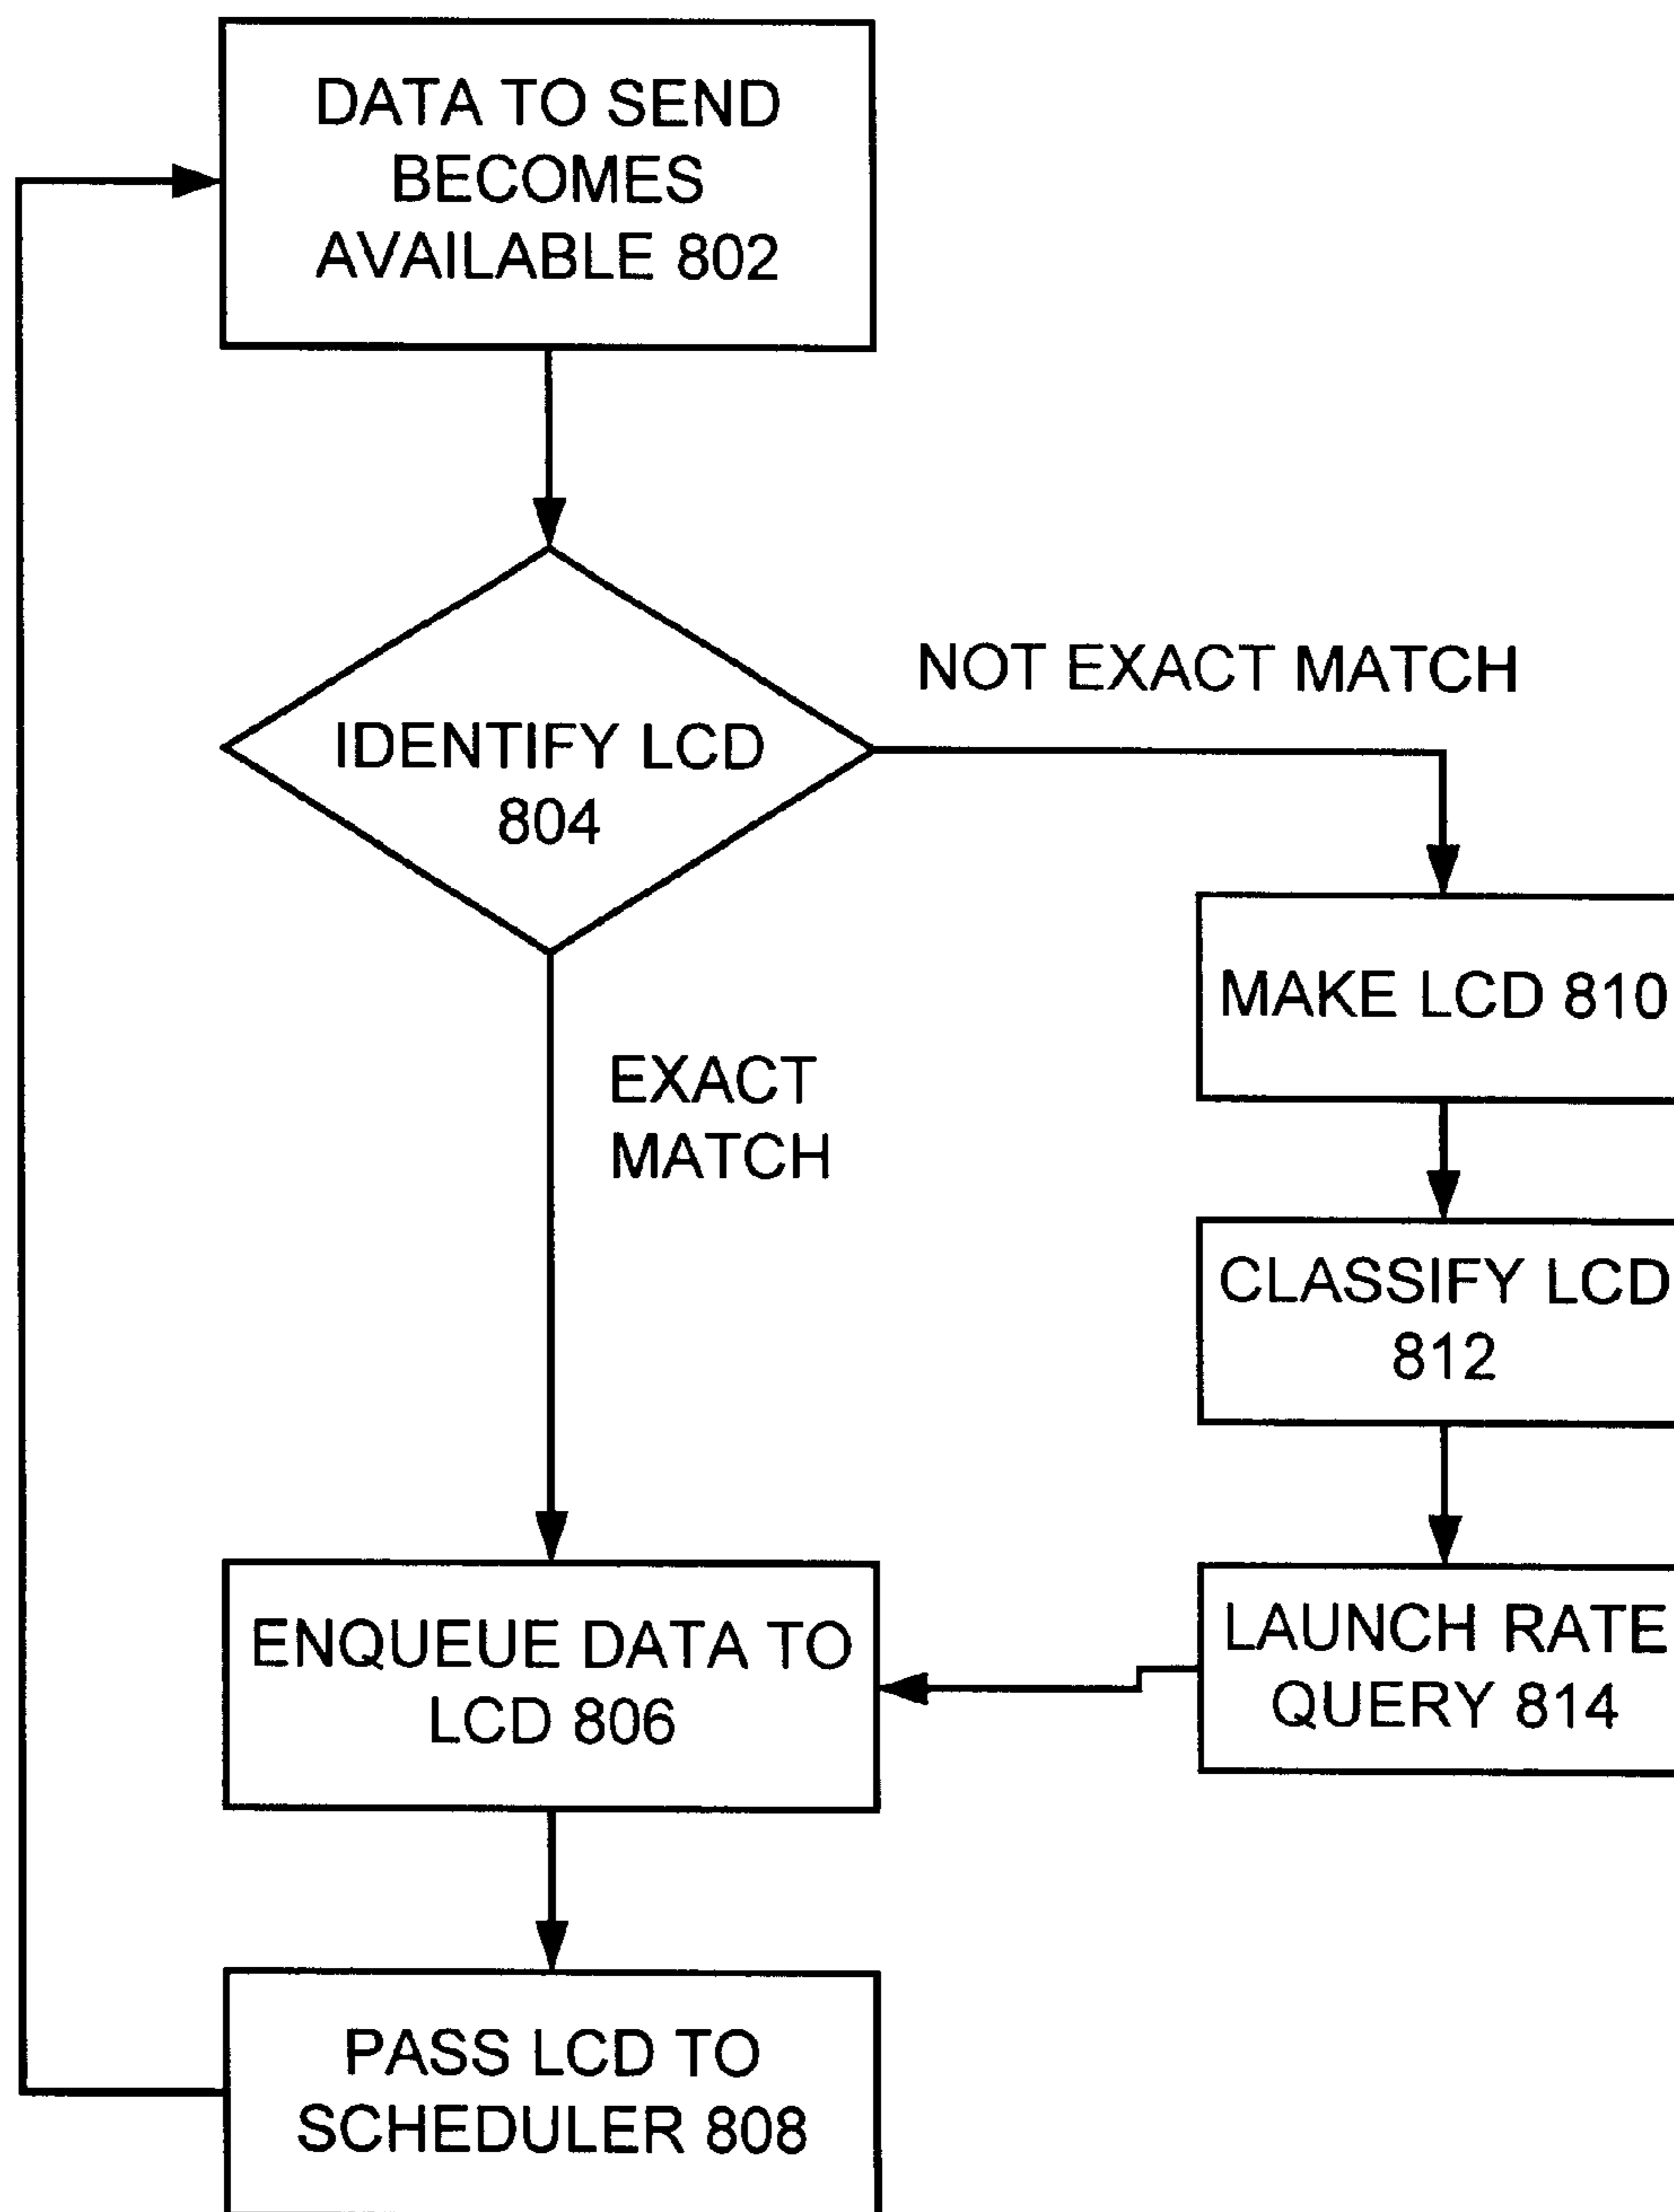 DATA TO SEND
BECOMES
AVAILABLE 802
IDENTIFY LCD
804
NOT EXACT MATCH
EXACT
MATCH
MAKE LCD 810
CLASSIFY LCD
812
LAUNCH RATE
QUERY 814
ENQUEUE DATA TO
LCD 806
PASS LCD TO
SCHEDULER 808